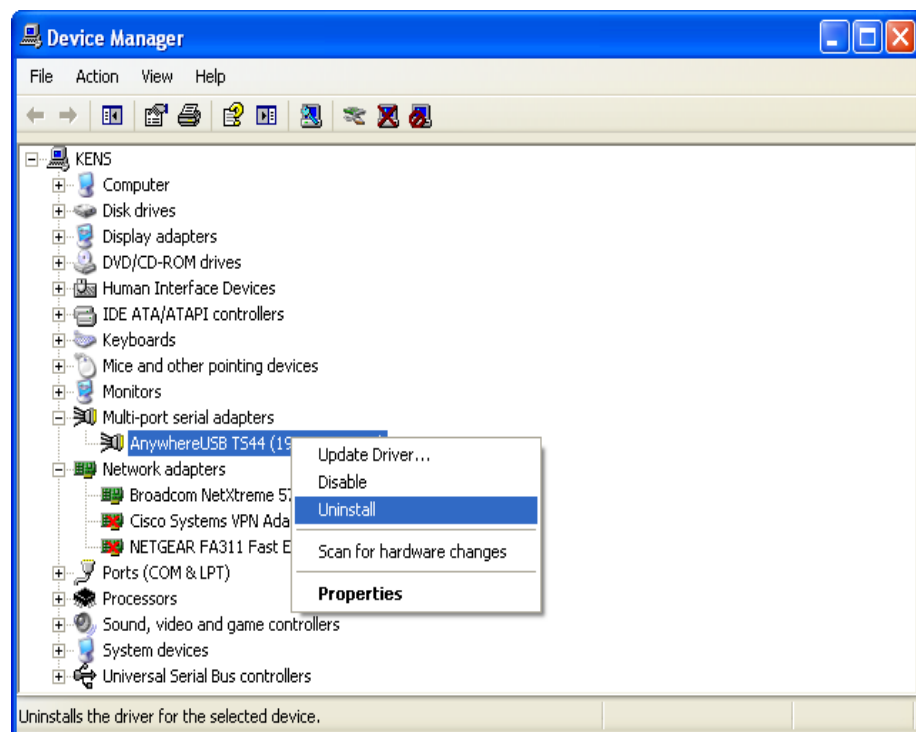 Device Manager
File Action View Help
KENS
Computer
Disk drives
Display adapters
DVD/CD-ROM drives
Human Interface Devices
IDE ATA/ATAPI controllers
Keyboards
Mice and other pointing devices
Monitors
Multi-port serial adapters
AnywhereUSB TS44 (19
Network adapters
Broadcom NetXtreme 57
Cisco Systems VPN Ada
NETGEAR FA311 Fast E
Ports (COM & LPT)
Processors
Sound, video and game controllers
System devices
Universal Serial Bus controllers
Update Driver...
Disable
Uninstall
Scan for hardware changes
Properties
Uninstalls the driver for the selected device.